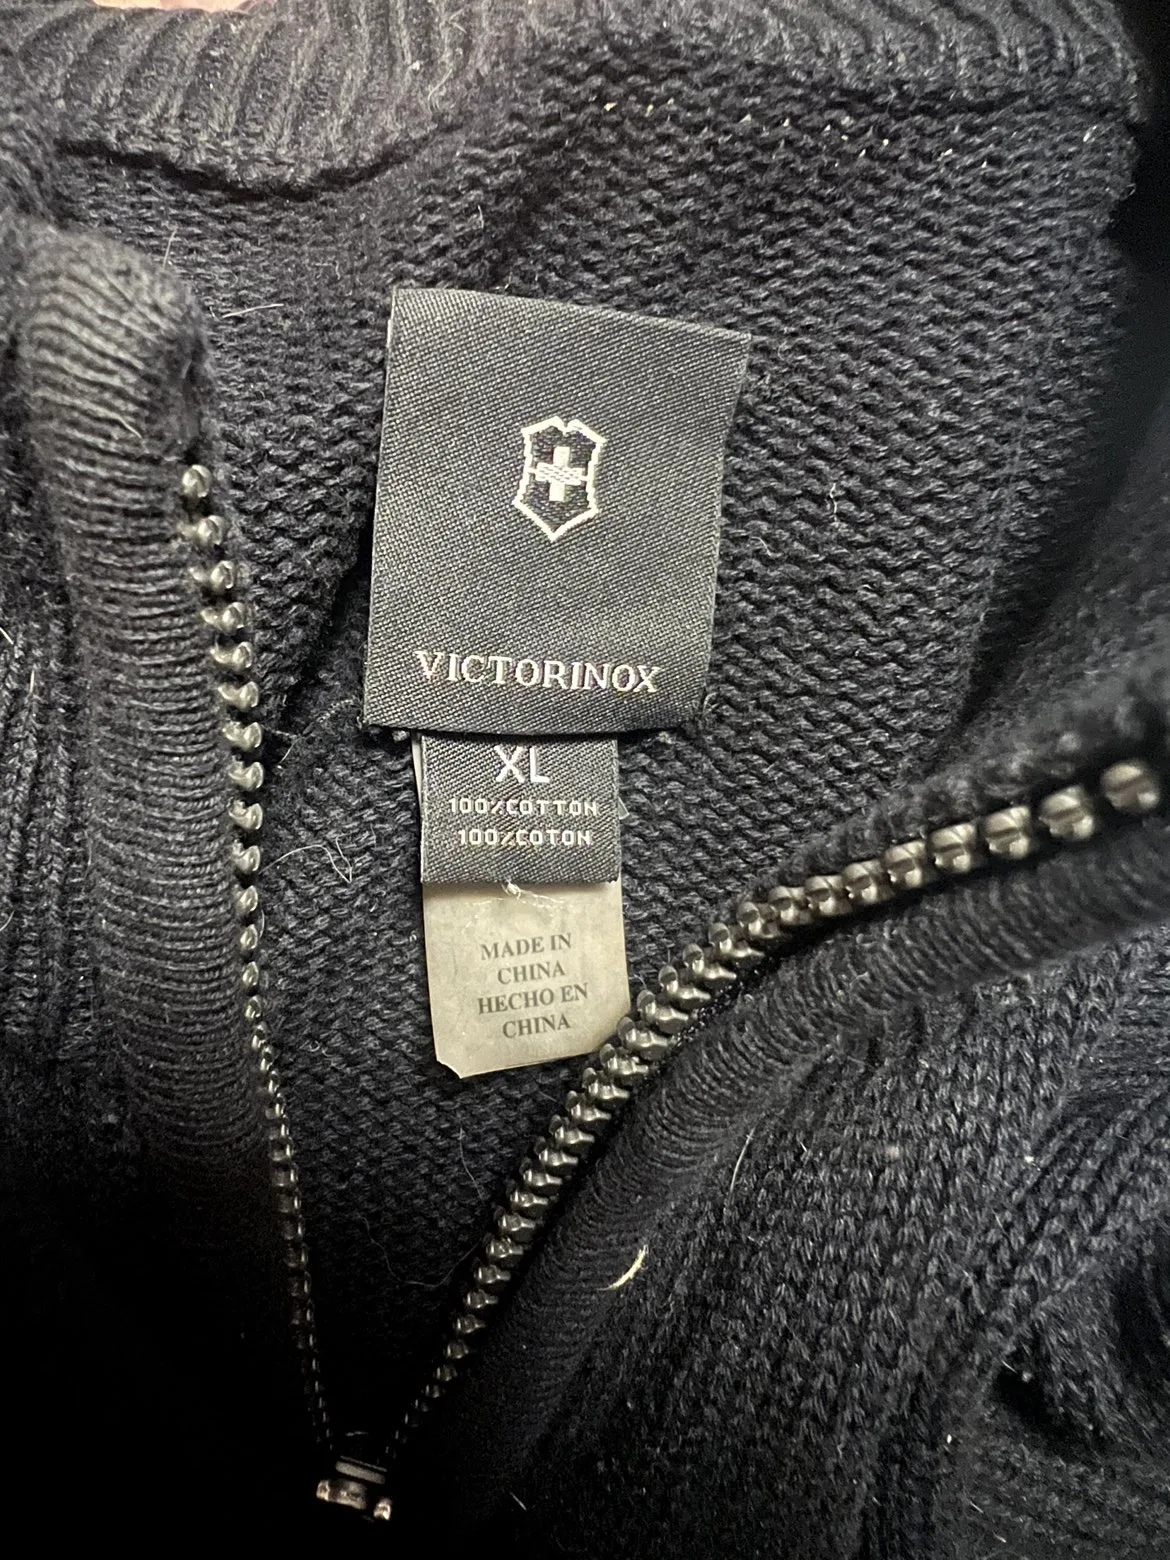 VICTORINOX
XL
100%COTTON
100%COTON
MADE IN
CHINA
HECHO EN
CHINA